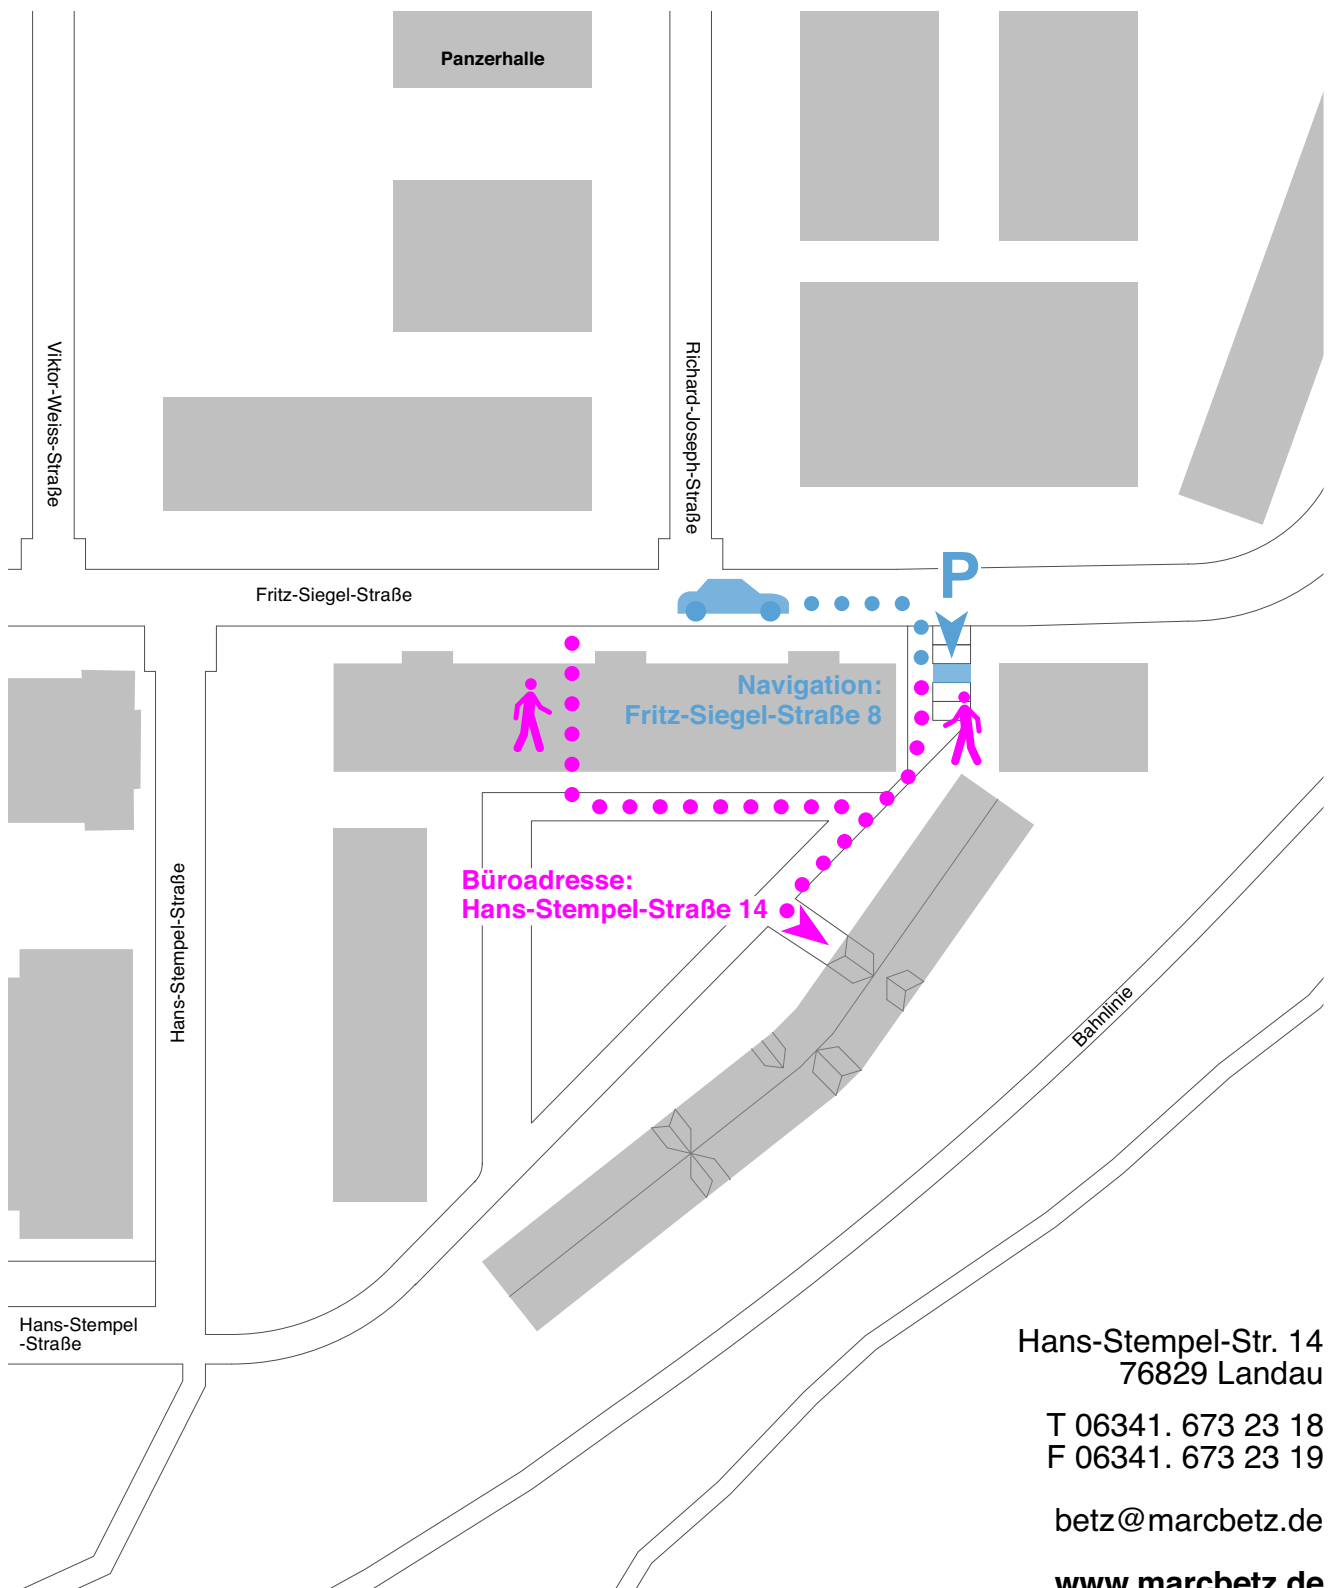 Panzerhalle
Viktor-Weiss-Straße
Richard-Joseph-Straße
P
Fritz-Siegel-Straße
Navigation:
Fritz-Siegel-Straße 8
Büroadresse:
Hans-Stempel-Straße 14
Hans-Stempel-Straße
Bahnlinie
Hans-Stempel
-Straße
Hans-Stempel-Str. 14
76829 Landau
T 06341. 673 23 18
F 06341. 673 23 19
betz@marcbetz.de
www.marcbetz.de